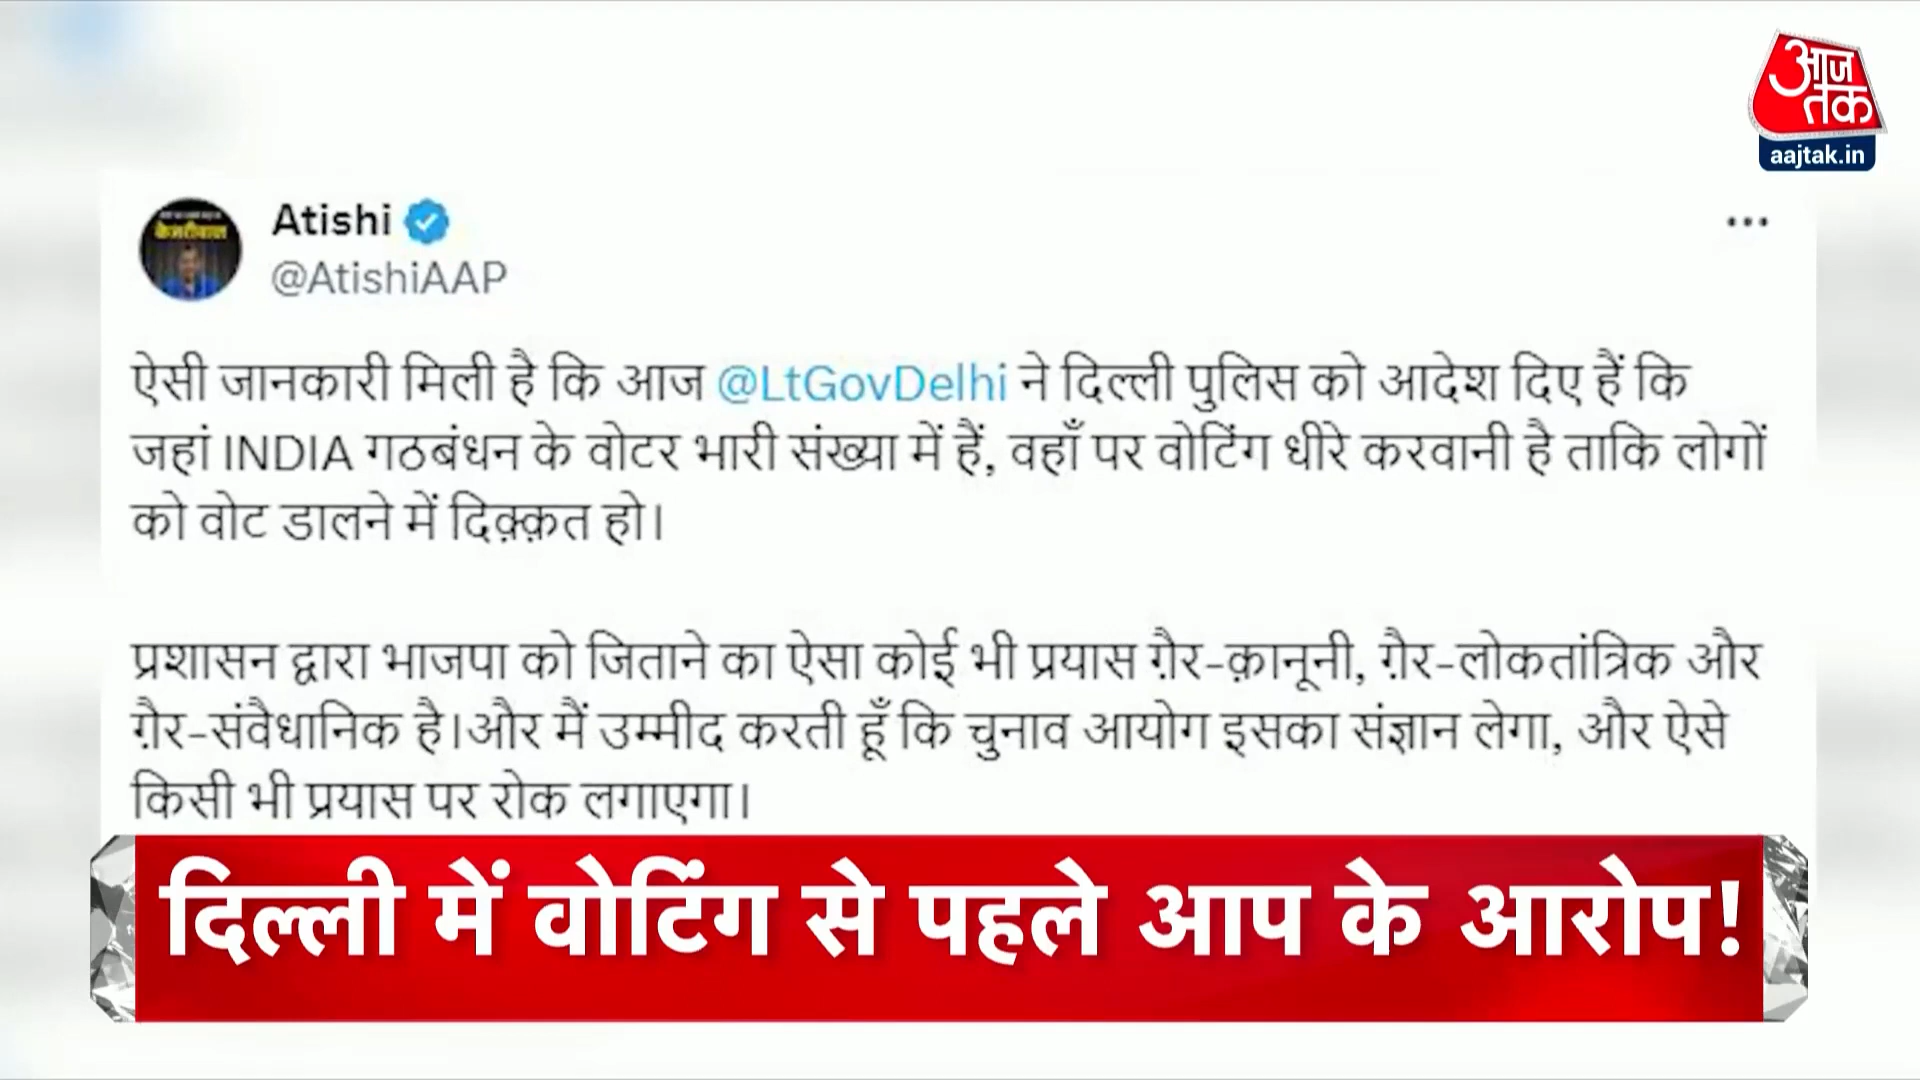 आज
तक
aajtak.in
Atishi
@AtishiAAP
ऐसी जानकारी मिली है कि आज @LtGovDelhi ने दिल्ली पुलिस को आदेश दिए हैं कि
जहां INDIA गठबंधन के वोटर भारी संख्या में हैं, वहाँ पर वोटिंग धीरे करवानी है ताकि लोगों
को वोट डालने में दिक़्क़त हो।
प्रशासन द्वारा भाजपा को जिताने का ऐसा कोई भी प्रयास ग़ैर-क़ानूनी, ग़ैर-लोकतांत्रिक और
ग़ैर-संवैधानिक है।और मैं उम्मीद करती हूँ कि चुनाव आयोग इसका संज्ञान लेगा, और ऐसे
किसी भी प्रयास पर रोक लगाएगा।
दिल्ली में वोटिंग से पहले आप के आरोप!